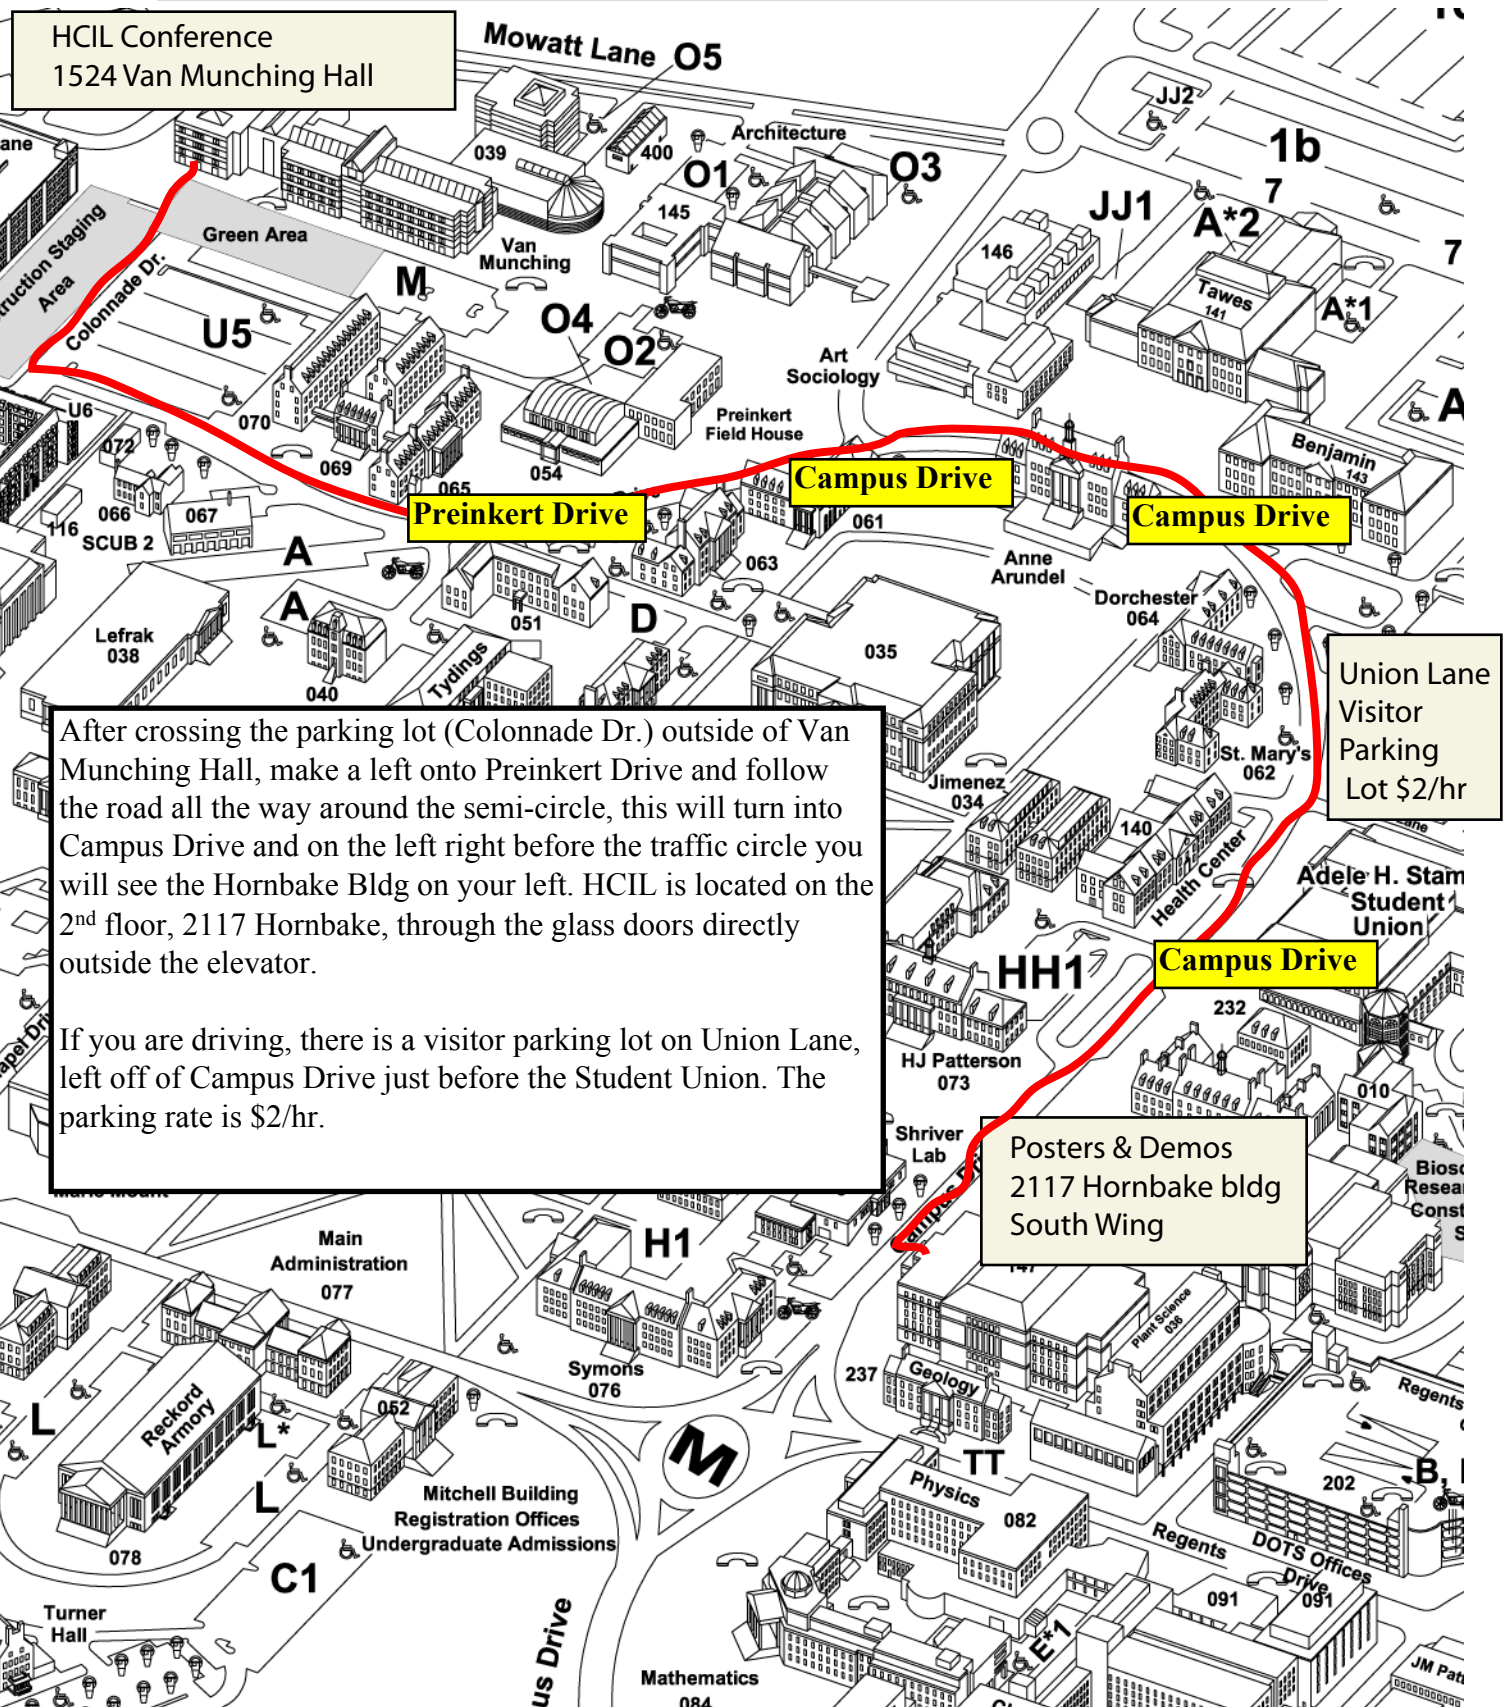 HCIL Conference
1524 Van Munching Hall
Mowatt Lane
O5
JJ2
1b
7
ane
039
400
Architecture
O1
O3
145
JJ1
A*2
146
7
Green Area
Van
Munching
M
Tawes
141
A*1
Area
Colonnade Dr.
U5
O4
O2
Art
Sociology
070
Preinkert
Field House
A
U6
072
069
054
065
Benjamin
143
Campus Drive
Preinkert Drive
Campus Drive
066
067
116
SCUB 2
061
063
Anne
Arundel
A
A
051
D
Dorchester
064
Lefrak
038
035
040
Tydings
Union Lane
Visitor
Parking
Lot $2/hr
After crossing the parking lot (Colonnade Dr.) outside of Van
Munching Hall, make a left onto Preinkert Drive and follow
the road all the way around the semi-circle, this will turn into
Campus Drive and on the left right before the traffic circle you
will see the Hornbake Bldg on your left. HCIL is located on the
2nd floor, 2117 Hornbake, through the glass doors directly
outside the elevator.
If you are driving, there is a visitor parking lot on Union Lane,
left off of Campus Drive just before the Student Union. The
parking rate is $2/hr.
St. Mary's
062
Jimenez
034
140
Health Center
Adele H. Stam
Student
Union
Campus Drive
HH1
232
HJ Patterson
073
010
Shriver
Lab
Posters & Demos
2117 Hornbake bldg
South Wing
147
Main
Administration
077
H1
Plant Science
036
Symons
076
237
Geology
Reckord
Armory
052
L
L*
L
M
TT
Physics
082
Regents
202
B,
Mitchell Building
Registration Offices
Undergraduate Admissions
078
C1
Regents
Drive
DOTS Offices
091
091
Turner
Hall
us Drive
E*1
Mathematics
084
JM Patt